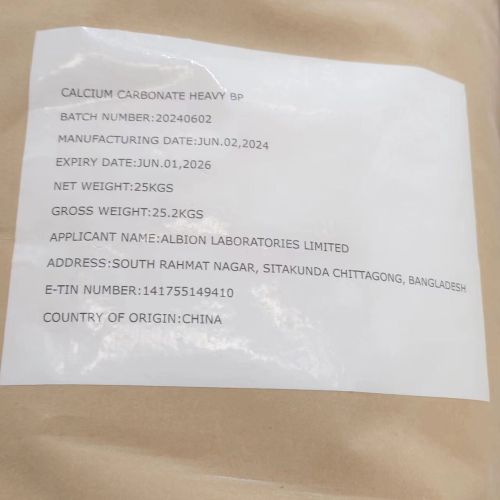 CALCIUM CARBONATE HEAVY BP
BATCH NUMBER:20240602
MANUFACTURING DATE:JUN.02,2024
EXPIRY DATE:JUN.01,2026
NET WEIGHT:25KGS
GROSS WEIGHT:25.2KGS
APPLICANT NAME:ALBION LABORATORIES LIMITED
ADDRESS:SOUTH RAHMAT NAGAR, SITAKUNDA CHITTAGONG, BANGLADESH
E-TIN NUMBER:141755149410
COUNTRY OF ORIGIN:CHINA